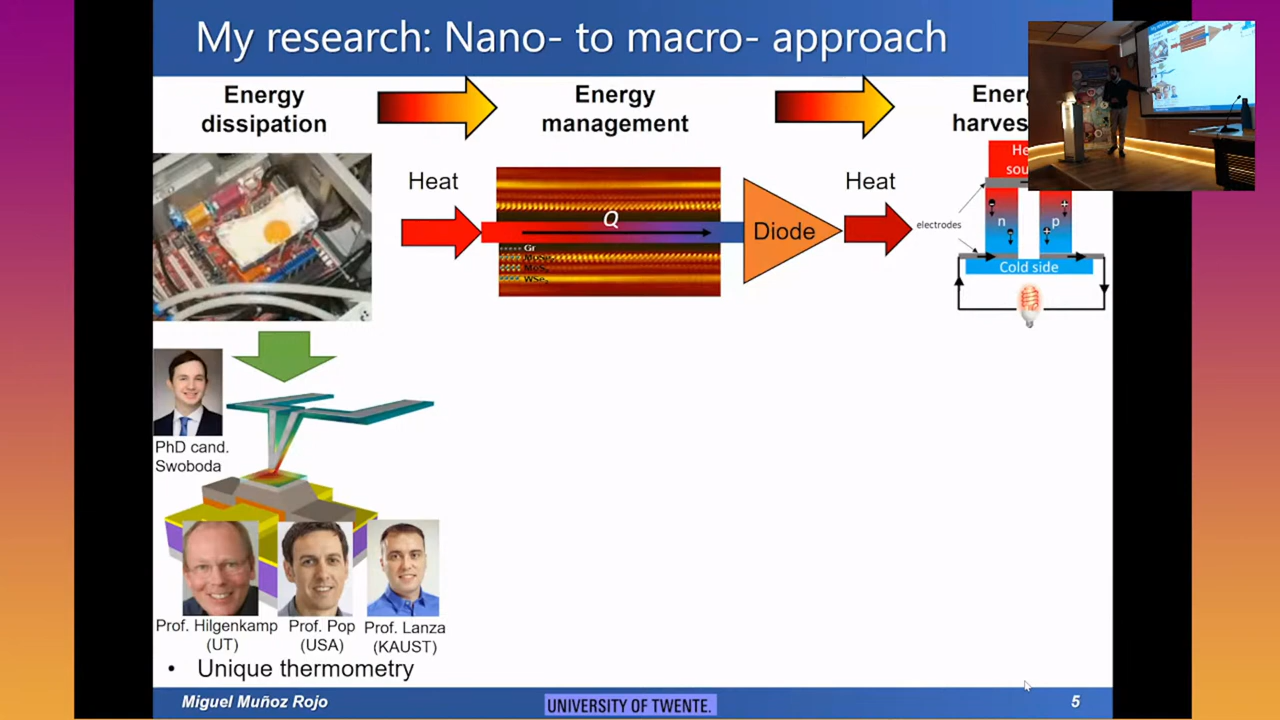 My research: Nano- to macro- approach
Energy
dissipation
Energy
management
Heat
Q
Gr
MoS₂
WSe₂
Diode
Heat
electrodes
n
p
Cold side
PhD cand.
Swoboda
Prof. Hilgenkamp
(UT)
Prof. Pop
(USA)
Prof. Lanza
(KAUST)
• Unique thermometry
Miguel Muñoz Rojo
UNIVERSITY OF TWENTE.
5